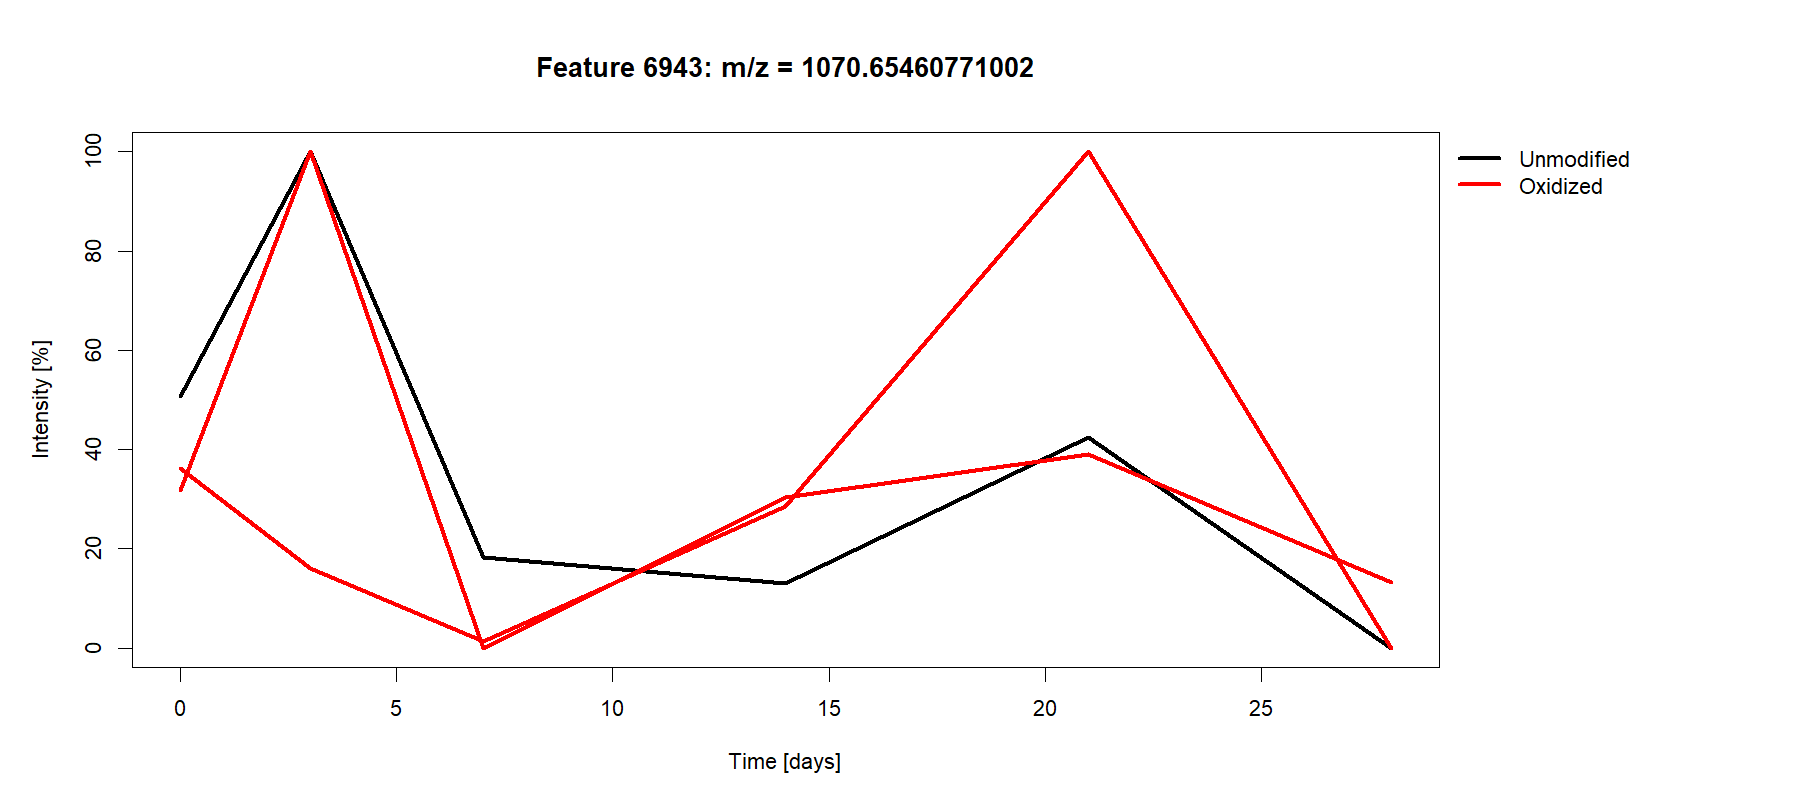 Feature 6943: m/z = 1070.65460771002
100
80
60
40
20
0
Intensity [%]
0 5 10 15 20 25
Time [days]
Unmodified
Oxidized